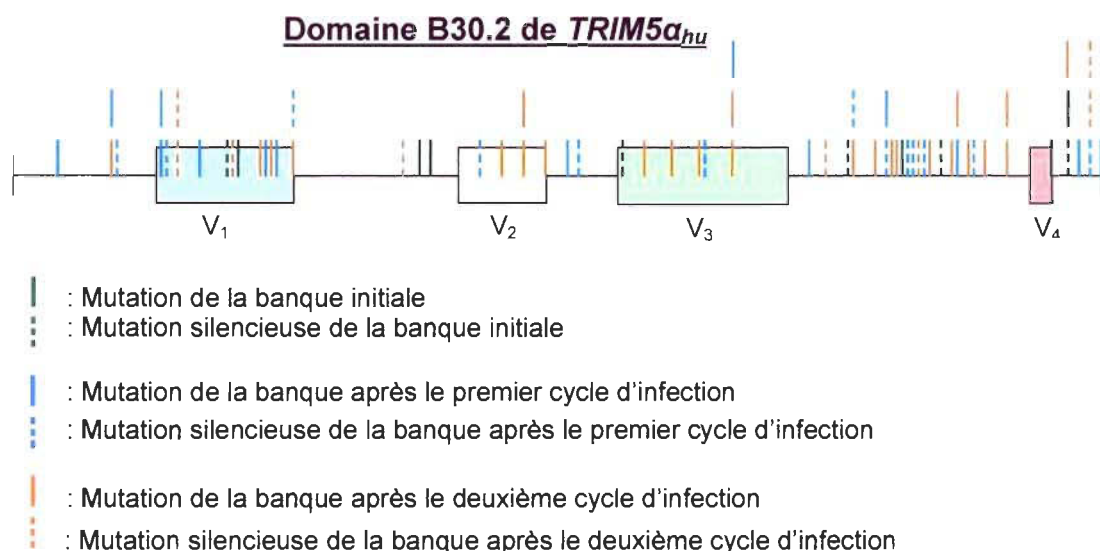 Domaine B30.2 de TRIM5αhu
V1 V2 V3 V4
: Mutation de la banque initiale
: Mutation silencieuse de la banque initiale
: Mutation de la banque après le premier cycle d'infection
: Mutation silencieuse de la banque après le premier cycle d'infection
: Mutation de la banque après le deuxième cycle d'infection
: Mutation silencieuse de la banque après le deuxième cycle d'infection